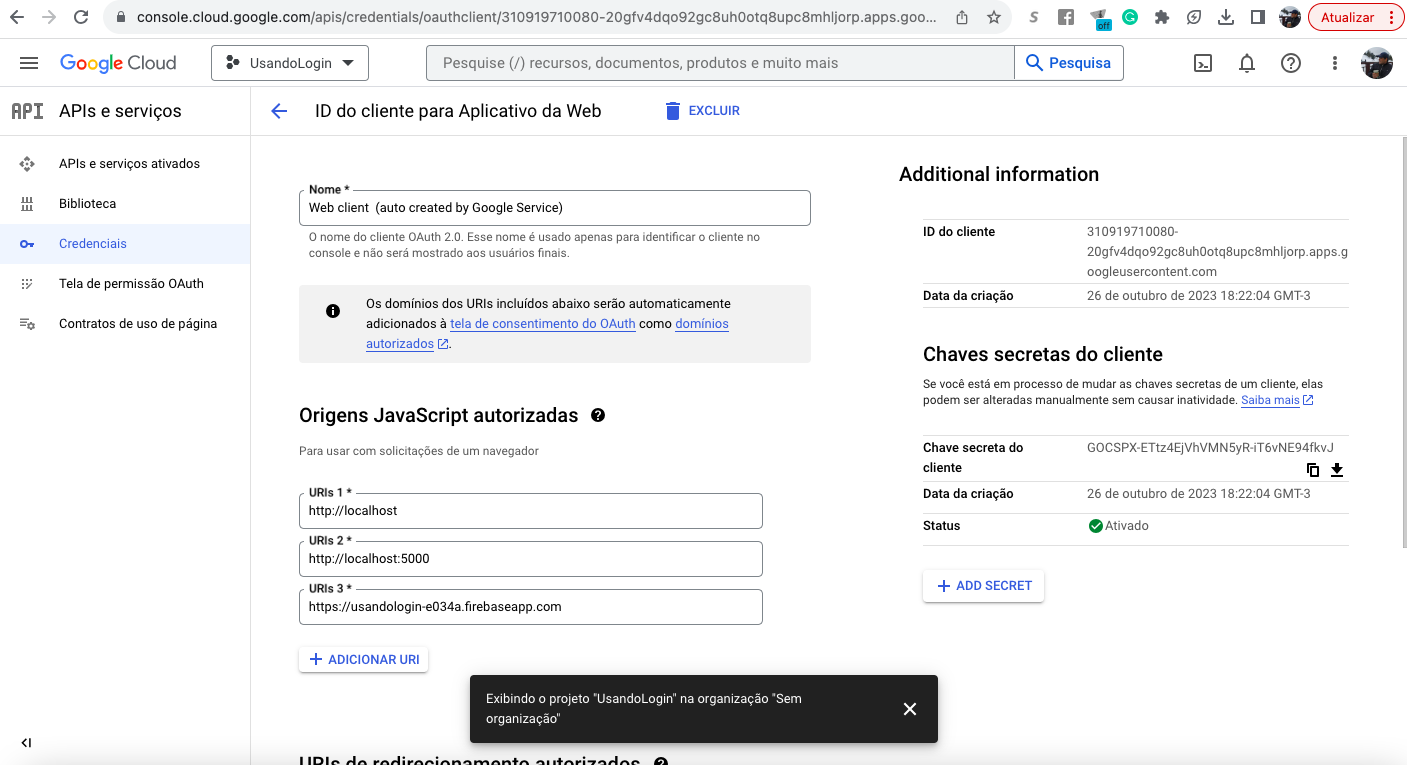 console.cloud.google.com/apis/credentials/oauthclient/310919710080-20gfv4dqo92gc8uh0otq8upc8mhljorp.apps.goo...
off
Atualizar
Google Cloud
UsandoLogin
Pesquise (/) recursos, documentos, produtos e muito mais
Pesquisa
API
APIs e serviços
ID do cliente para Aplicativo da Web
EXCLUIR
APIs e serviços ativados
Biblioteca
Credenciais
Tela de permissão OAuth
Contratos de uso de página
Nome *
Web client (auto created by Google Service)
O nome do cliente OAuth 2.0. Esse nome é usado apenas para identificar o cliente no
console e não será mostrado aos usuários finais.
Os domínios dos URIs incluídos abaixo serão automaticamente
adicionados à tela de consentimento do OAuth como domínios
autorizados.
Origens JavaScript autorizadas
Para usar com solicitações de um navegador
URIs 1 *
http://localhost
URIs 2 *
http://localhost:5000
URIs 3 *
https://usandologin-e034a.firebaseapp.com
ADICIONAR URI
URIs de redirecionamento autorizados
Additional information
ID do cliente
310919710080-
20gfv4dqo92gc8uh0otq8upc8mhljorp.apps.g
oogleusercontent.com
Data da criação
26 de outubro de 2023 18:22:04 GMT-3
Chaves secretas do cliente
Se você está em processo de mudar as chaves secretas de um cliente, elas
podem ser alteradas manualmente sem causar inatividade. Saiba mais
Chave secreta do
cliente
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
Data da criação
26 de outubro de 2023 18:22:04 GMT-3
Status
Ativado
ADD SECRET
Exibindo o projeto "UsandoLogin" na organização "Sem
organização"